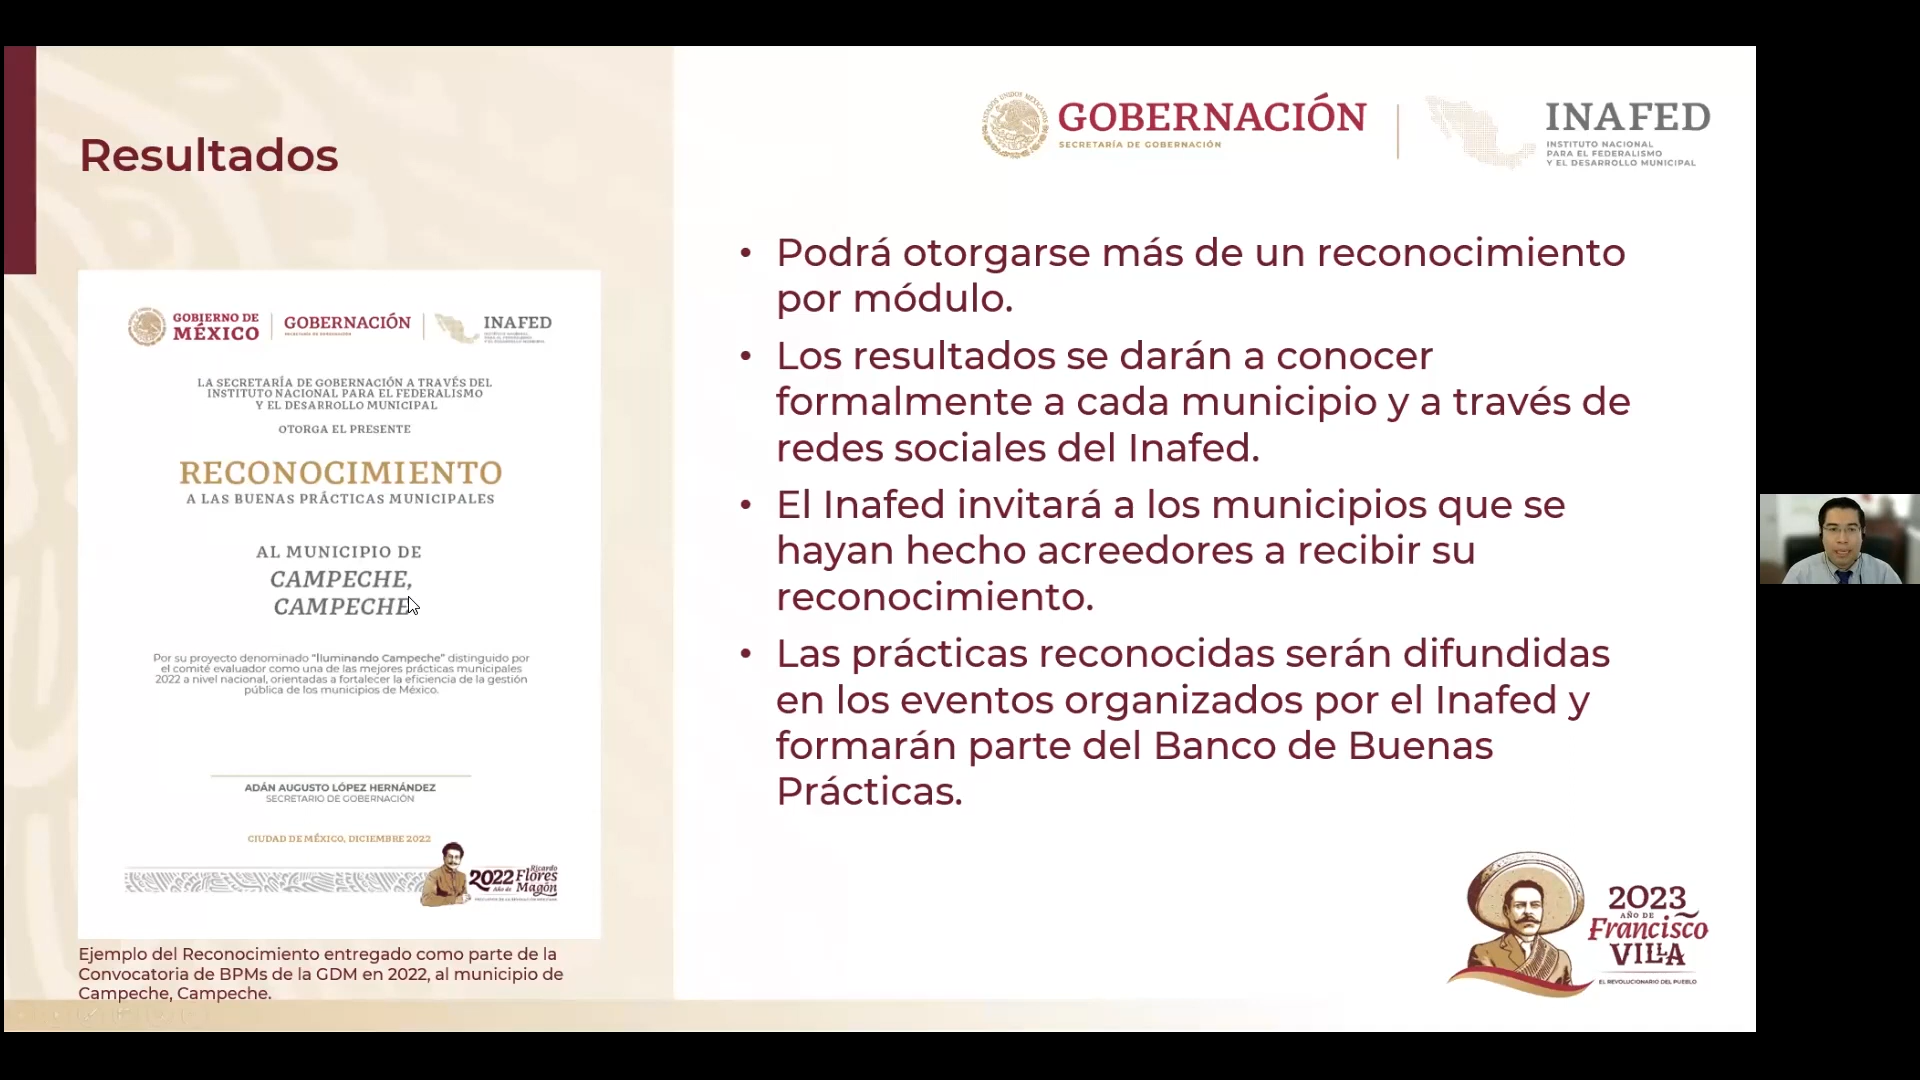 Resultados
GOBERNACIÓN
SECRETARÍA DE GOBERNACIÓN
INAFED
INSTITUTO NACIONAL
PARA EL FEDERALISMO
Y EL DESARROLLO MUNICIPAL
GOBIERNO DE
MÉXICO
GOBERNACIÓN
INAFED
LA SECRETARÍA DE GOBERNACIÓN A TRAVÉS DEL
INSTITUTO NACIONAL PARA EL FEDERALISMO
Y EL DESARROLLO MUNICIPAL
OTORGA EL PRESENTE
RECONOCIMIENTO
A LAS BUENAS PRÁCTICAS MUNICIPALES
AL MUNICIPIO DE
CAMPECHE,
CAMPECHE
Por su proyecto denominado “Iluminando Campeche” distinguido por
el comité evaluador como una de las mejores prácticas municipales
2022 a nivel nacional, orientadas a fortalecer la eficiencia de la gestión
pública de los municipios de México.
ADÁN AUGUSTO LÓPEZ HERNÁNDEZ
SECRETARIO DE GOBERNACIÓN
CIUDAD DE MÉXICO, DICIEMBRE 2022
2022 Ricardo
Año de Flores
Magón
Ejemplo del Reconocimiento entregado como parte de la
Convocatoria de BPMs de la GDM en 2022, al municipio de
Campeche, Campeche.
• Podrá otorgarse más de un reconocimiento
por módulo.
• Los resultados se darán a conocer
formalmente a cada municipio y a través de
redes sociales del Inafed.
• El Inafed invitará a los municipios que se
hayan hecho acreedores a recibir su
reconocimiento.
• Las prácticas reconocidas serán difundidas
en los eventos organizados por el Inafed y
formarán parte del Banco de Buenas
Prácticas.
2023
AÑO DE
Francisco
VILLA
EL REVOLUCIONARIO DEL PUEBLO